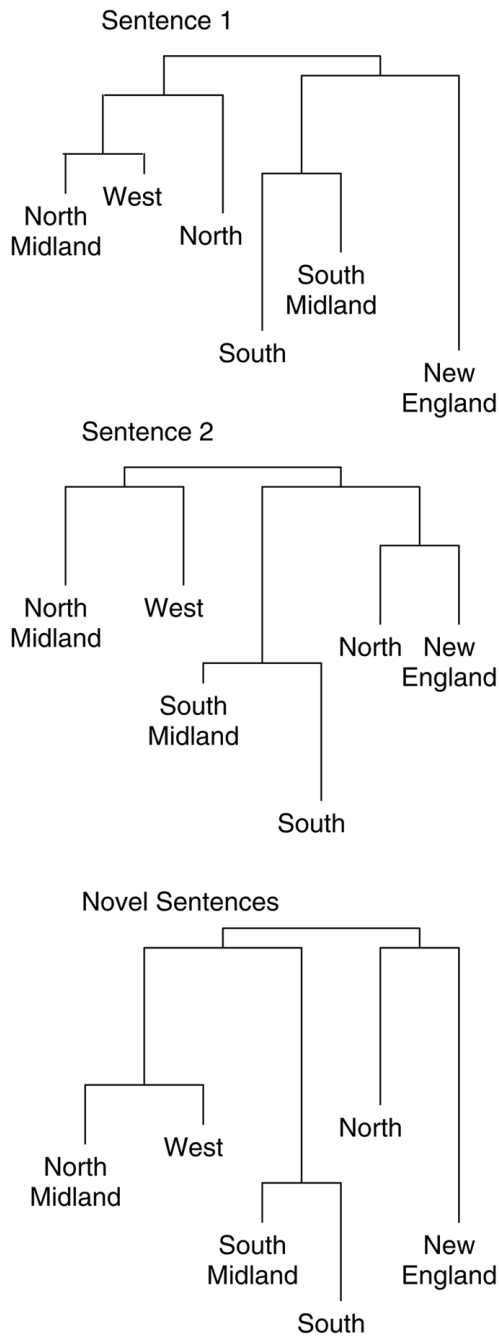 Sentence 1
North
Midland
West
North
South
Midland
South
New
England
Sentence 2
North
Midland
West
North
New
England
South
Midland
South
Novel Sentences
North
Midland
West
North
South
Midland
New
England
South